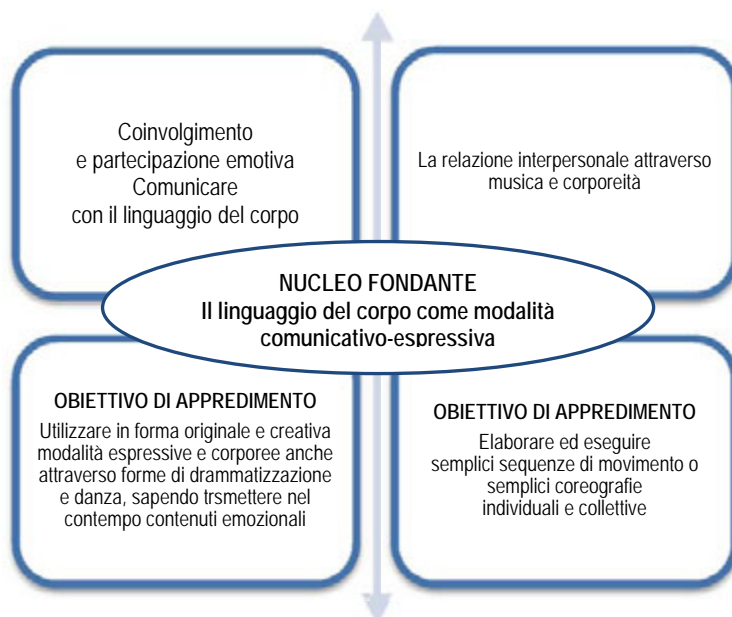 Coinvolgimento
e partecipazione emotiva
Comunicare
con il linguaggio del corpo
La relazione interpersonale attraverso
musica e corporeità
NUCLEO FONDANTE
Il linguaggio del corpo come modalità
comunicativo-espressiva
OBIETTIVO DI APPREDIMENTO
Utilizzare in forma originale e creativa
modalità espressive e corporee anche
attraverso forme di drammatizzazione
e danza, sapendo trsmettere nel
contempo contenuti emozionali
OBIETTIVO DI APPREDIMENTO
Elaborare ed eseguire
semplici sequenze di movimento o
semplici coreografie
individuali e collettive